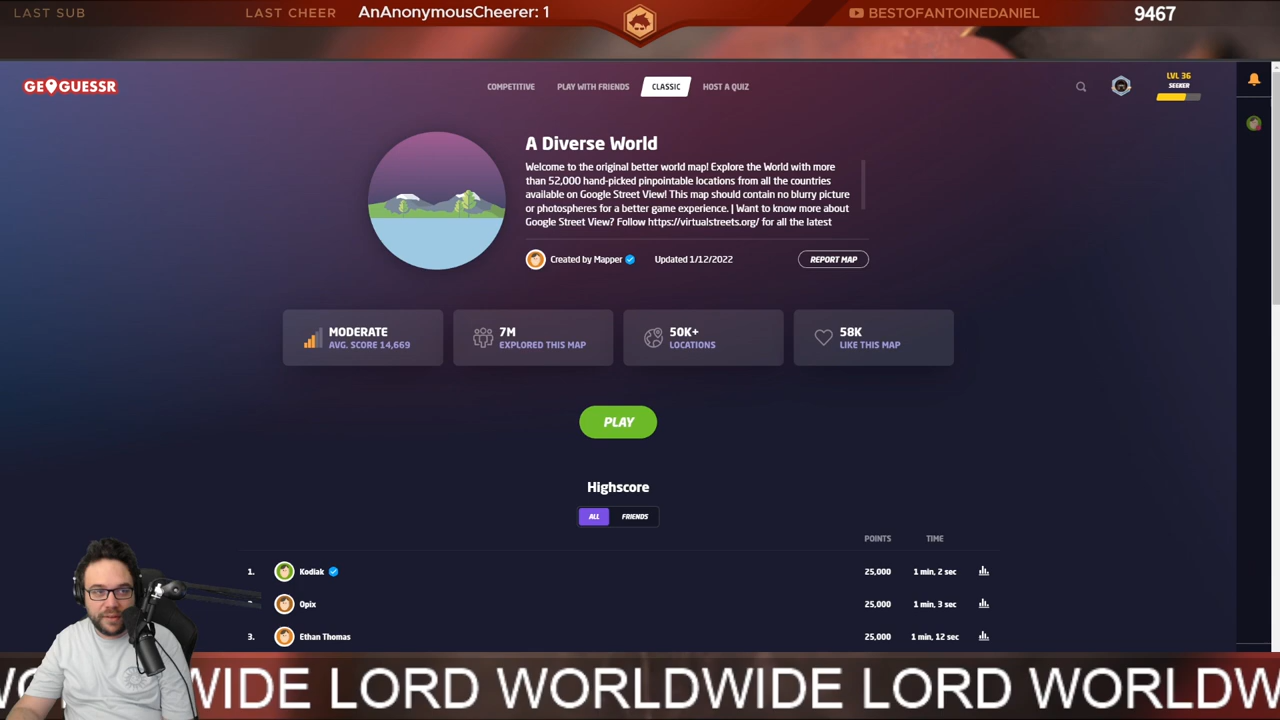 LAST SUB
LAST CHEER AnAnonymousCheerer: 1
BESTOFANTOINEDANIEL
9467
GEOGUESSR
COMPETITIVE PLAY WITH FRIENDS CLASSIC HOST A QUIZ
LVL 36
SEEKER
A Diverse World
Welcome to the original better world map! Explore the World with more
than 52,000 hand-picked pinpointable locations from all the countries
available on Google Street View! This map should contain no blurry picture
or photospheres for a better game experience. | Want to know more about
Google Street View? Follow https://virtualstreets.org/ for all the latest
Created by Mapper Updated 1/12/2022 REPORT MAP
MODERATE
AVG. SCORE 14,669
7M
EXPLORED THIS MAP
50K+
LOCATIONS
58K
LIKE THIS MAP
PLAY
Highscore
ALL FRIENDS
POINTS TIME
1. Kodiak 25,000 1 min, 2 sec
Opix 25,000 1 min, 3 sec
3. Ethan Thomas 25,000 1 min, 12 sec
WIDE LORD WORLDWIDE LORD WORLDW